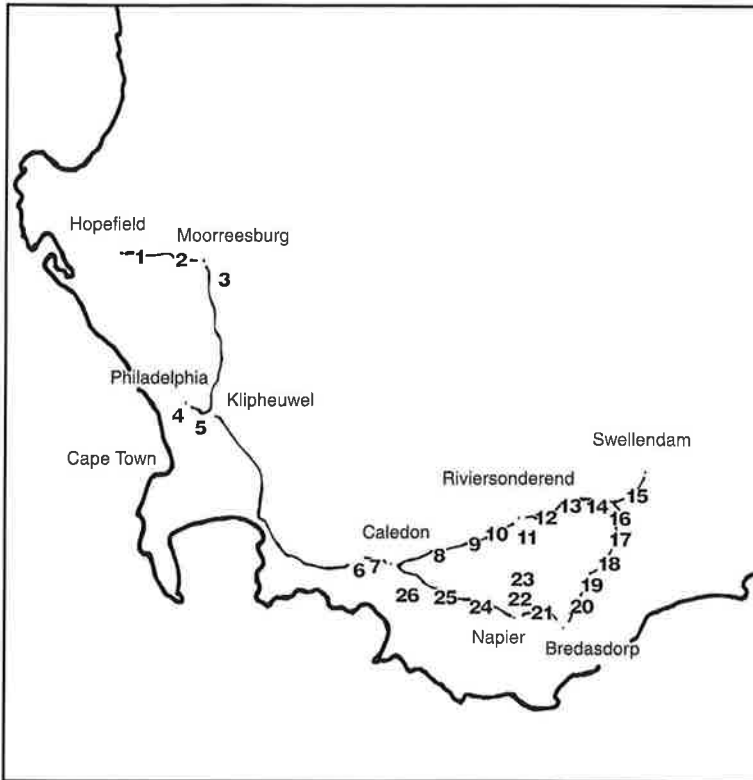 Hopefield
Moorreesburg
1
2
3
Philadelphia
Klipheuwel
4
5
Cape Town
Swellendam
Riviersonderend
15
13
14
12
16
Caledon
10
11
17
9
8
18
6
7
23
19
26
25
22
24
21
20
Napier
Bredasdorp